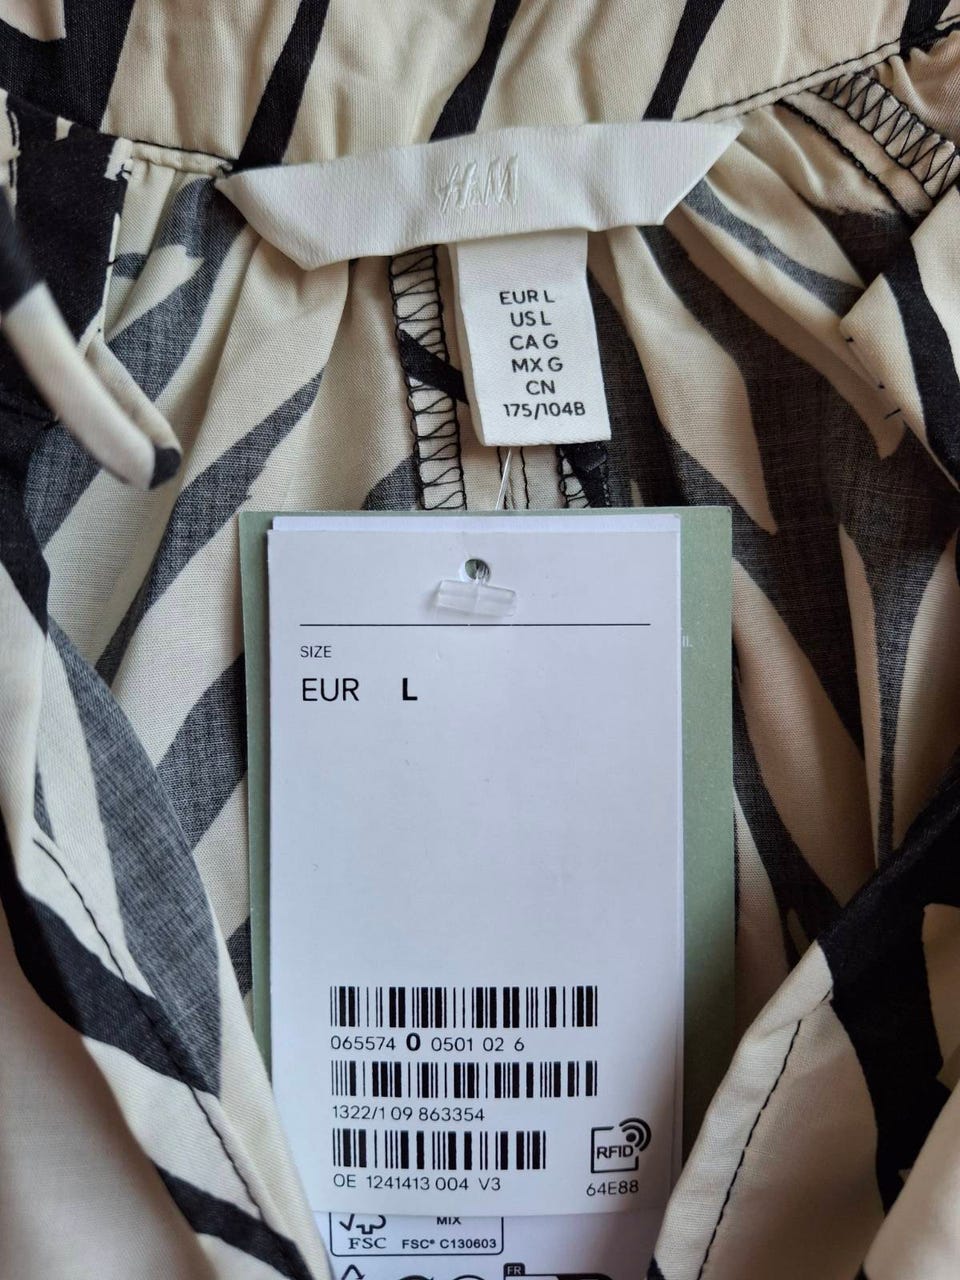 H&M
EUR L
US L
CA G
MX G
CN
175/104B
SIZE
EUR L
065574 0 0501 02 6
1322/1 09 863354
OE 1241413 004 V3
RFID
64E88
FSC
MIX
FSC® C130603
FR